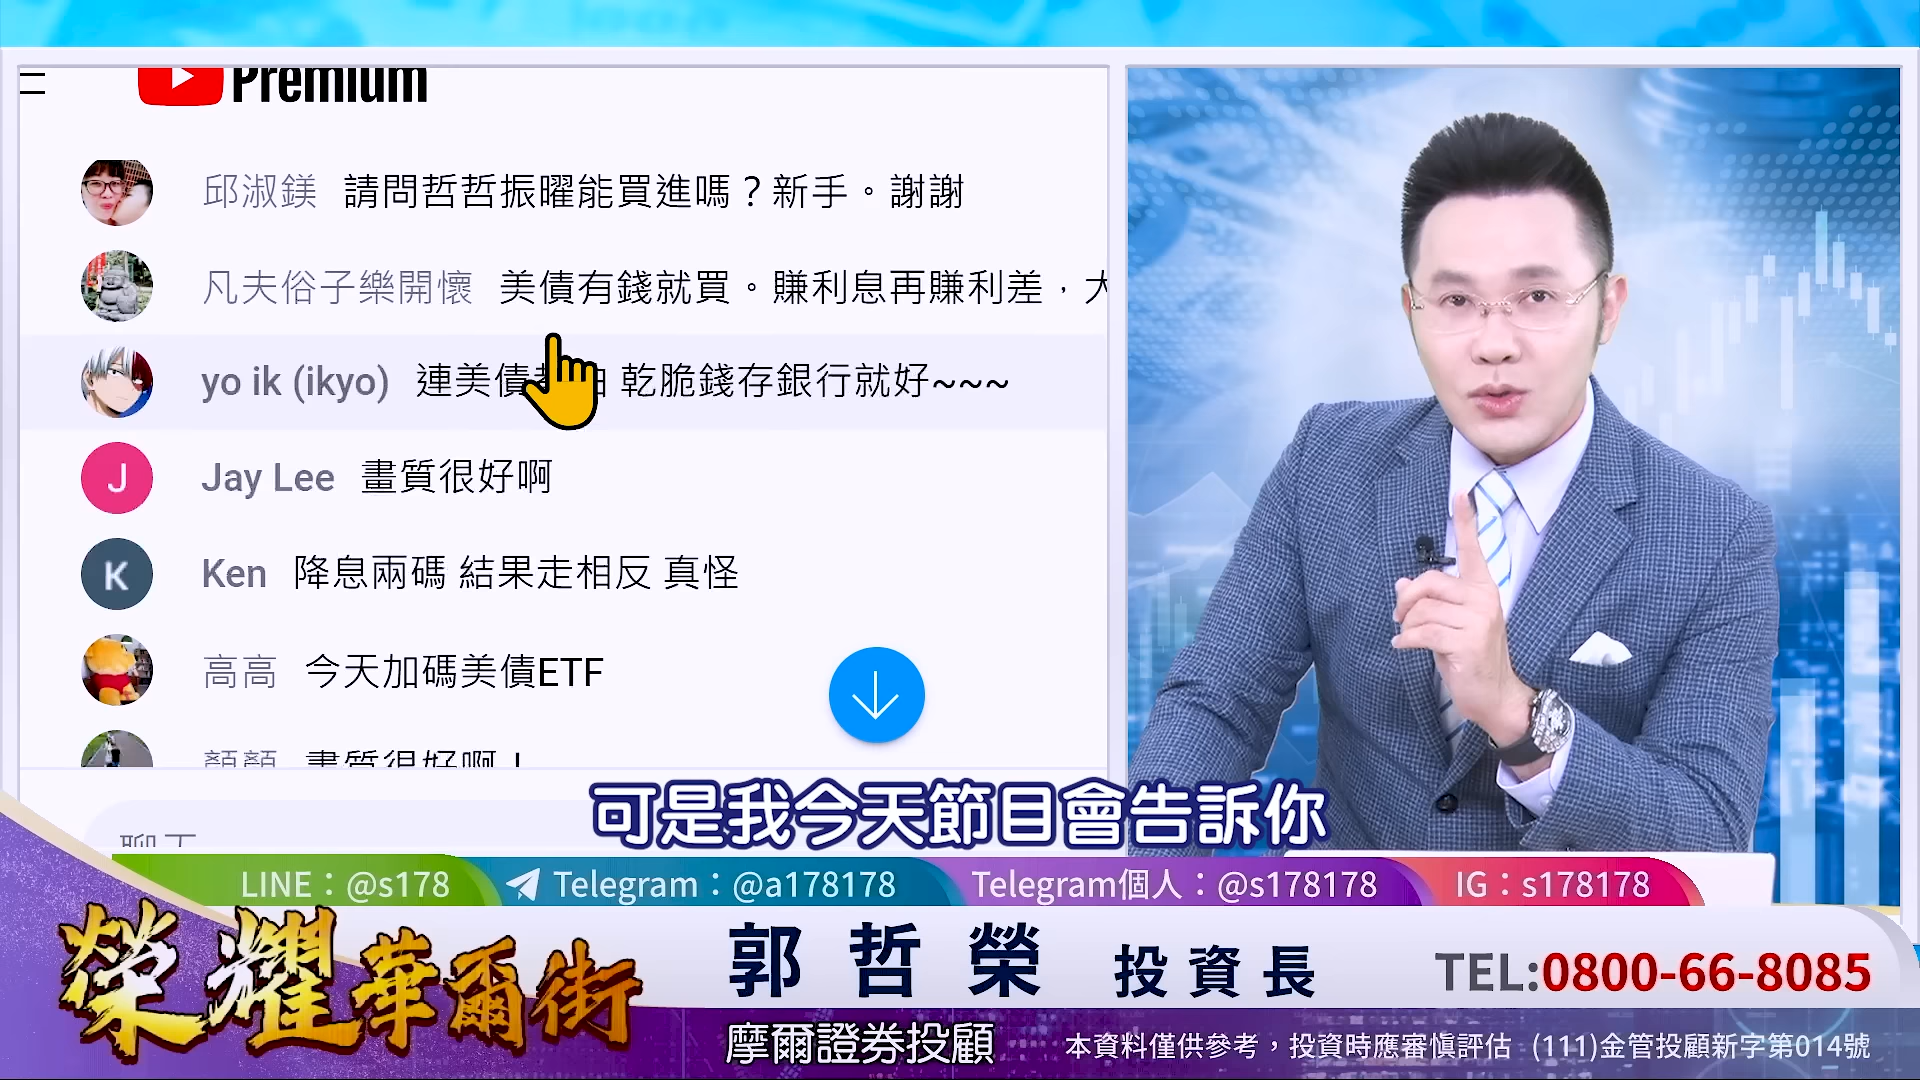 Premium
邱淑鎂 請問哲哲振曜能買進嗎？新手。謝謝
凡夫俗子樂開懷 美債有錢就買。賺利息再賺利差，大
yo ik (ikyo) 連美債 乾脆錢存銀行就好~~~
J Jay Lee 畫質很好啊
K Ken 降息兩碼 結果走相反 真怪
高高 今天加碼美債ETF
顏顏 畫質很好啊！
可是我今天節目會告訴你
LINE：@s178 Telegram：@a178178 Telegram個人：@s178178 IG：s178178
榮耀華爾街
郭哲榮 投資長
TEL:0800-66-8085
摩爾證券投顧
本資料僅供參考，投資時應審慎評估 (111)金管投顧新字第014號